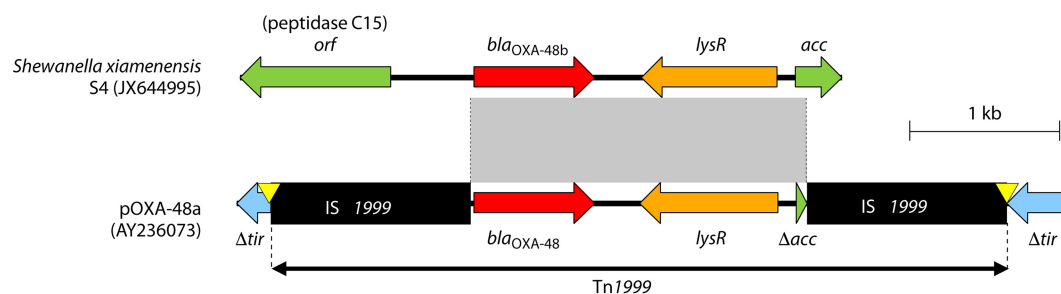 (peptidase C15)
orf
blaOXA-48b
lysR
acc
Shewanella xiamenensis
S4 (JX644995)
1 kb
pOXA-48a
(AY236073)
IS 1999
IS 1999
Δtir
blaOXA-48
lysR
Δacc
Δtir
Tn1999